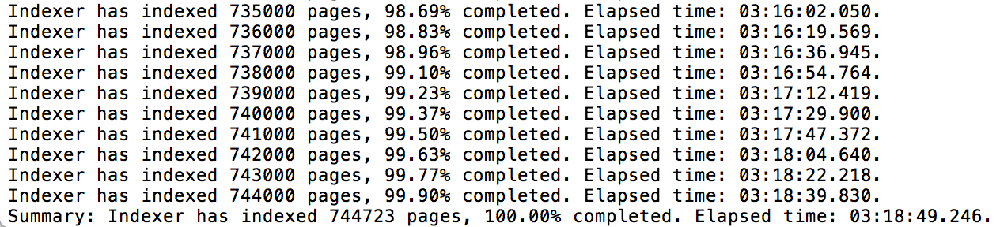 Indexer has indexed 735000 pages, 98.69% completed. Elapsed time: 03:16:02.050.
Indexer has indexed 736000 pages, 98.83% completed. Elapsed time: 03:16:19.569.
Indexer has indexed 737000 pages, 98.96% completed. Elapsed time: 03:16:36.945.
Indexer has indexed 738000 pages, 99.10% completed. Elapsed time: 03:16:54.764.
Indexer has indexed 739000 pages, 99.23% completed. Elapsed time: 03:17:12.419.
Indexer has indexed 740000 pages, 99.37% completed. Elapsed time: 03:17:29.900.
Indexer has indexed 741000 pages, 99.50% completed. Elapsed time: 03:17:47.372.
Indexer has indexed 742000 pages, 99.63% completed. Elapsed time: 03:18:04.640.
Indexer has indexed 743000 pages, 99.77% completed. Elapsed time: 03:18:22.218.
Indexer has indexed 744000 pages, 99.90% completed. Elapsed time: 03:18:39.830.
Summary: Indexer has indexed 744723 pages, 100.00% completed. Elapsed time: 03:18:49.246.